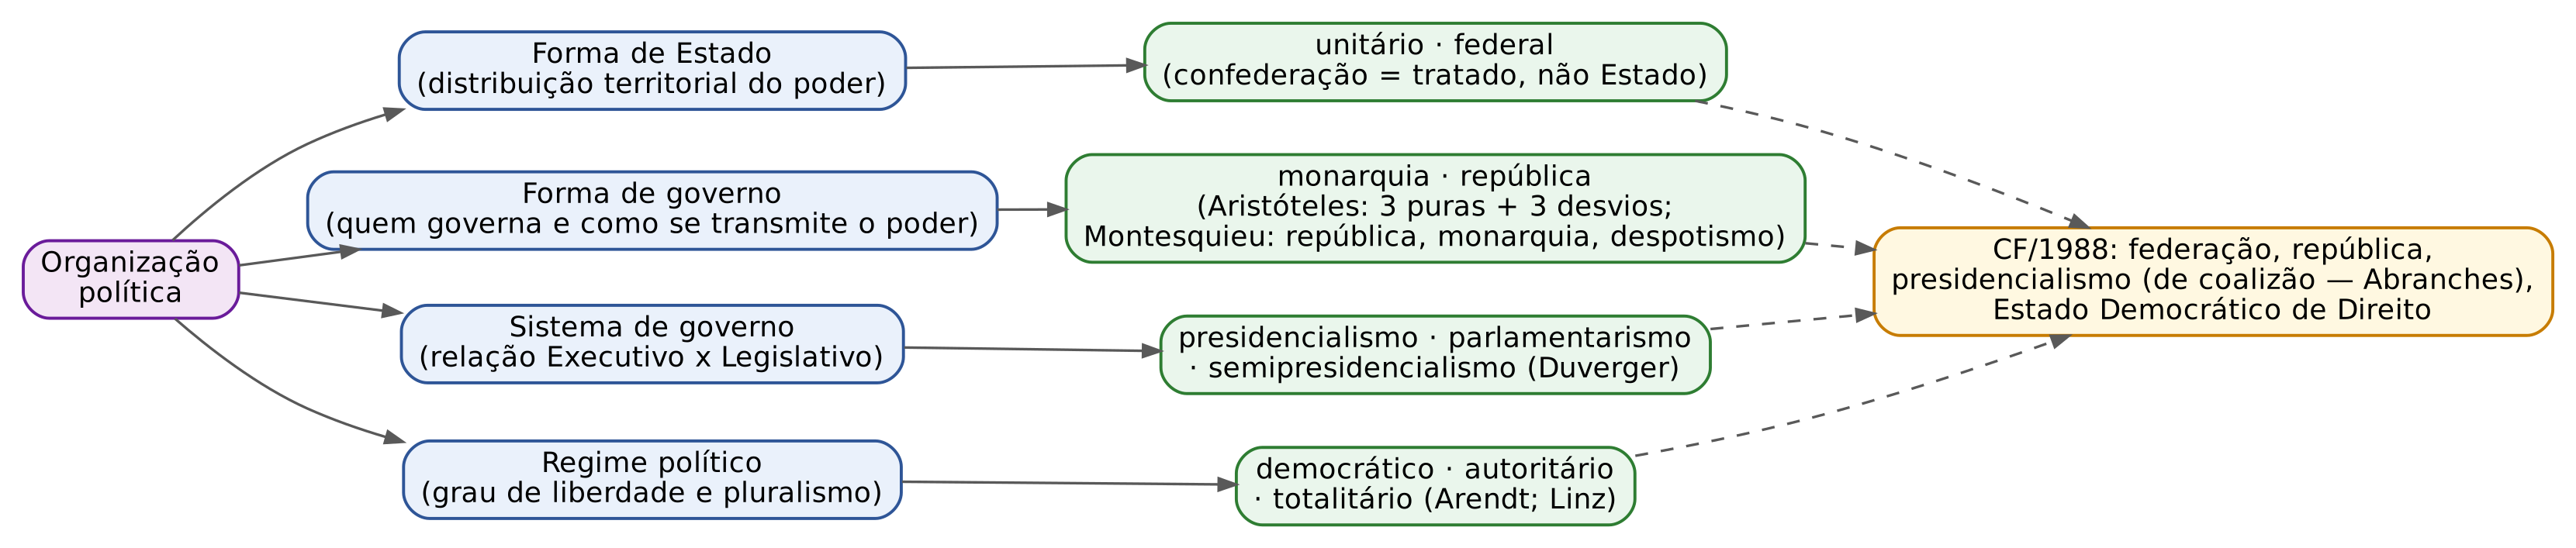 Organização
política
Forma de Estado
(distribuição territorial do poder)
Forma de governo
(quem governa e como se transmite o poder)
Sistema de governo
(relação Executivo x Legislativo)
Regime político
(grau de liberdade e pluralismo)
unitário · federal
(confederação = tratado, não Estado)
monarquia · república
(Aristóteles: 3 puras + 3 desvios;
Montesquieu: república, monarquia, despotismo)
presidencialismo · parlamentarismo
· semipresidencialismo (Duverger)
democrático · autoritário
· totalitário (Arendt; Linz)
CF/1988: federação, república,
presidencialismo (de coalizão — Abranches),
Estado Democrático de Direito